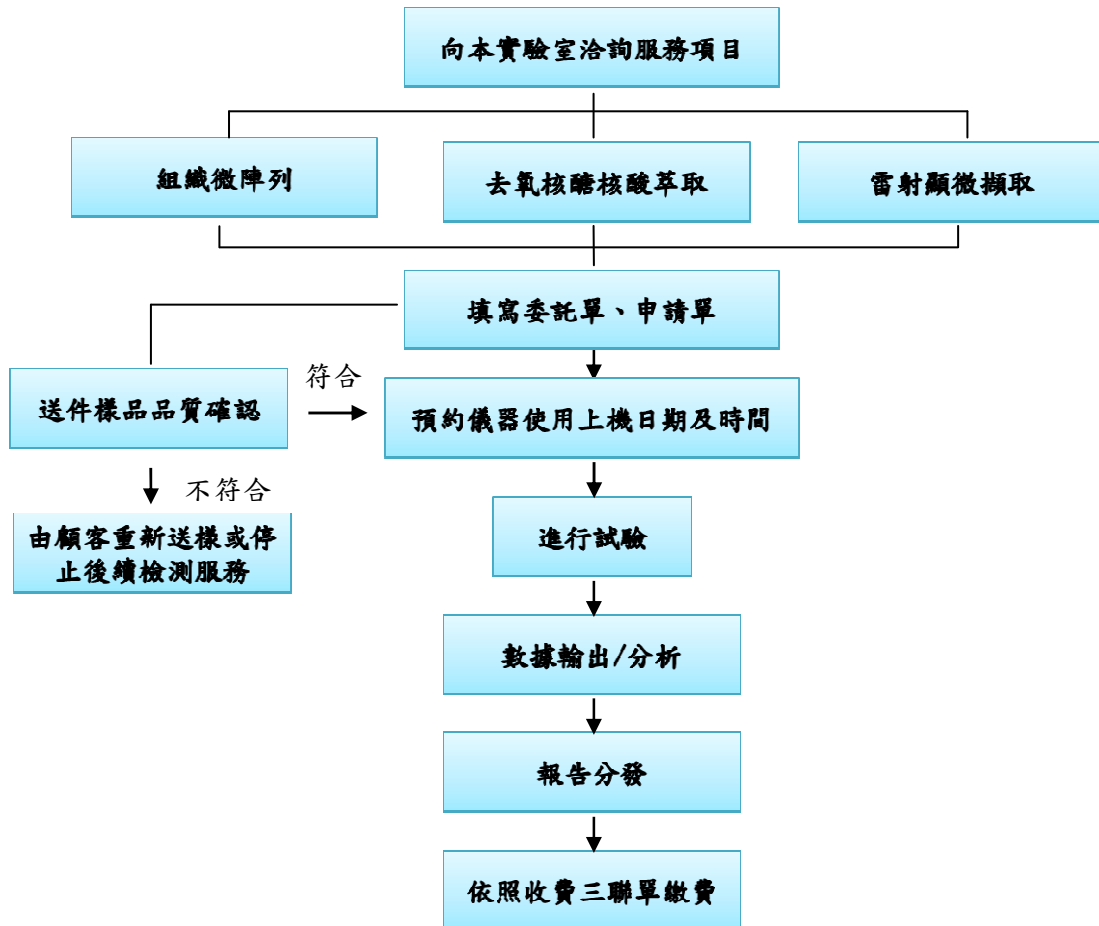 向本實驗室洽詢服務項目
組織微陣列
去氧核醣核酸萃取
雷射顯微擷取
填寫委託單、申請單
送件樣品品質確認
符合
預約儀器使用上機日期及時間
不符合
由顧客重新送樣或停
止後續檢測服務
進行試驗
數據輸出/分析
報告分發
依照收費三聯單繳費